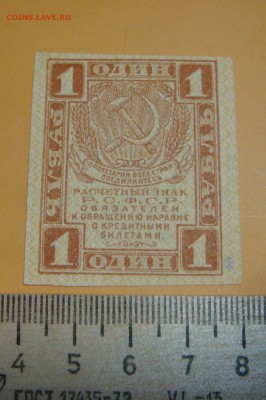 COINS.LAVE.RU
1 ОДИН 1
РУБЛЬ РУБЛЬ
ПРОЛЕТАРИИ ВСЕХ СТРАН
СОЕДИНЯЙТЕСЬ
РАСЧЕТНЫЙ ЗНАК
Р.С.Ф.С.Р.
ОБЯЗАТЕЛЕН
К ОБРАЩЕНИЮ НАРАВНЕ
С КРЕДИТНЫМИ
БИЛЕТАМИ.
1 ОДИН 1
4 5 6 7 8
ГОСТ 17435-72 VI-13